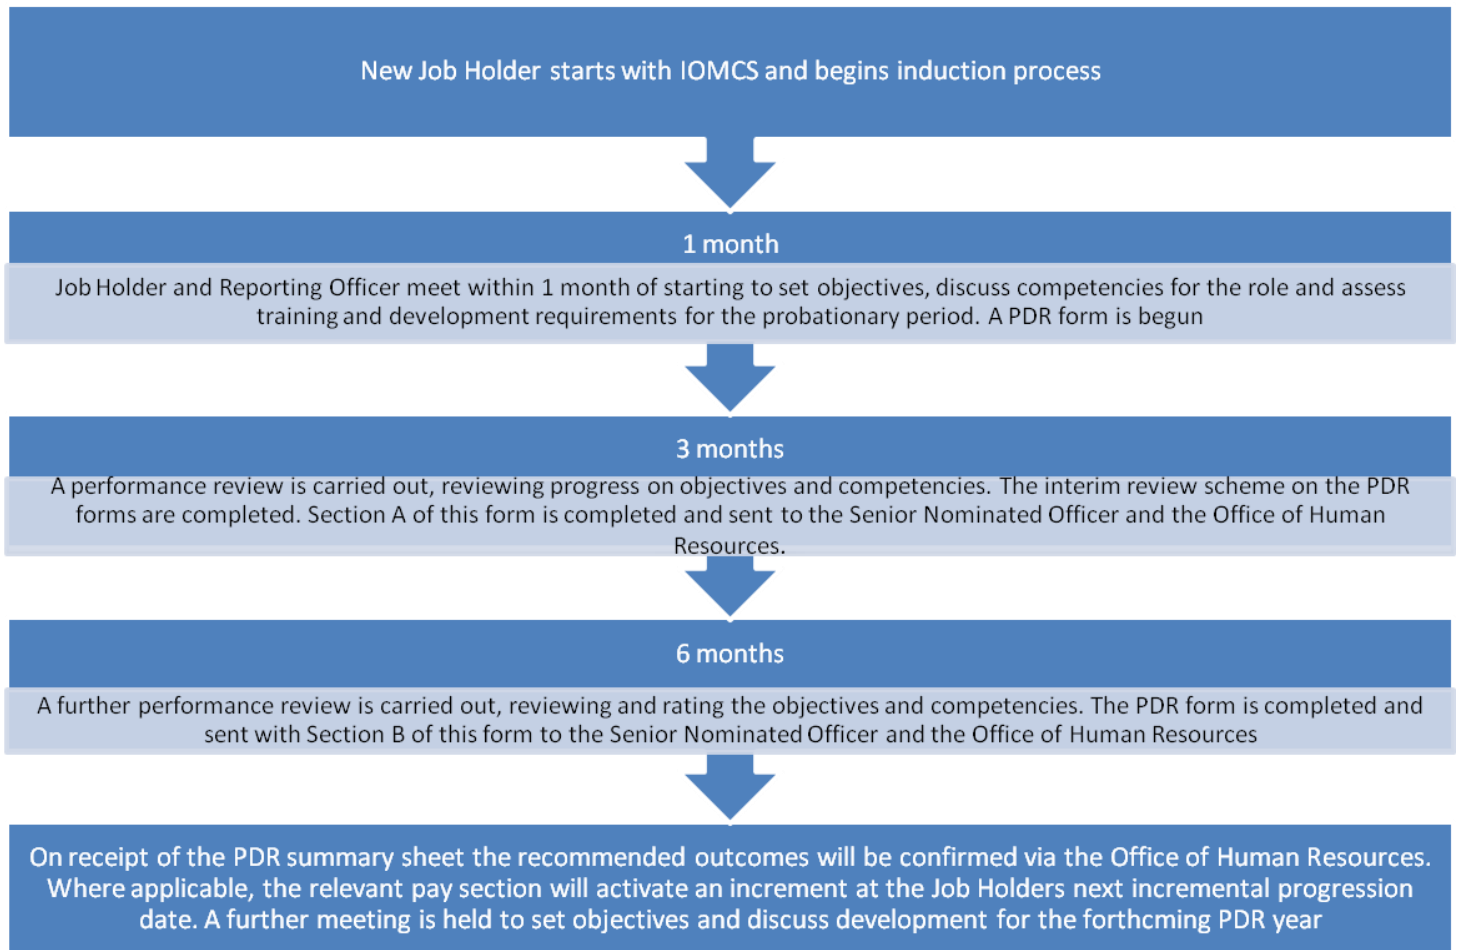 New Job Holder starts with IOMCS and begins induction process
1 month
Job Holder and Reporting Officer meet within 1 month of starting to set objectives, discuss competencies for the role and assess
training and development requirements for the probationary period. A PDR form is begun
3 months
A performance review is carried out, reviewing progress on objectives and competencies. The interim review scheme on the PDR
forms are completed. Section A of this form is completed and sent to the Senior Nominated Officer and the Office of Human
Resources.
6 months
A further performance review is carried out, reviewing and rating the objectives and competencies. The PDR form is completed and
sent with Section B of this form to the Senior Nominated Officer and the Office of Human Resources
On receipt of the PDR summary sheet the recommended outcomes will be confirmed via the Office of Human Resources.
Where applicable, the relevant pay section will activate an increment at the Job Holders next incremental progression
date. A further meeting is held to set objectives and discuss development for the forthcming PDR year